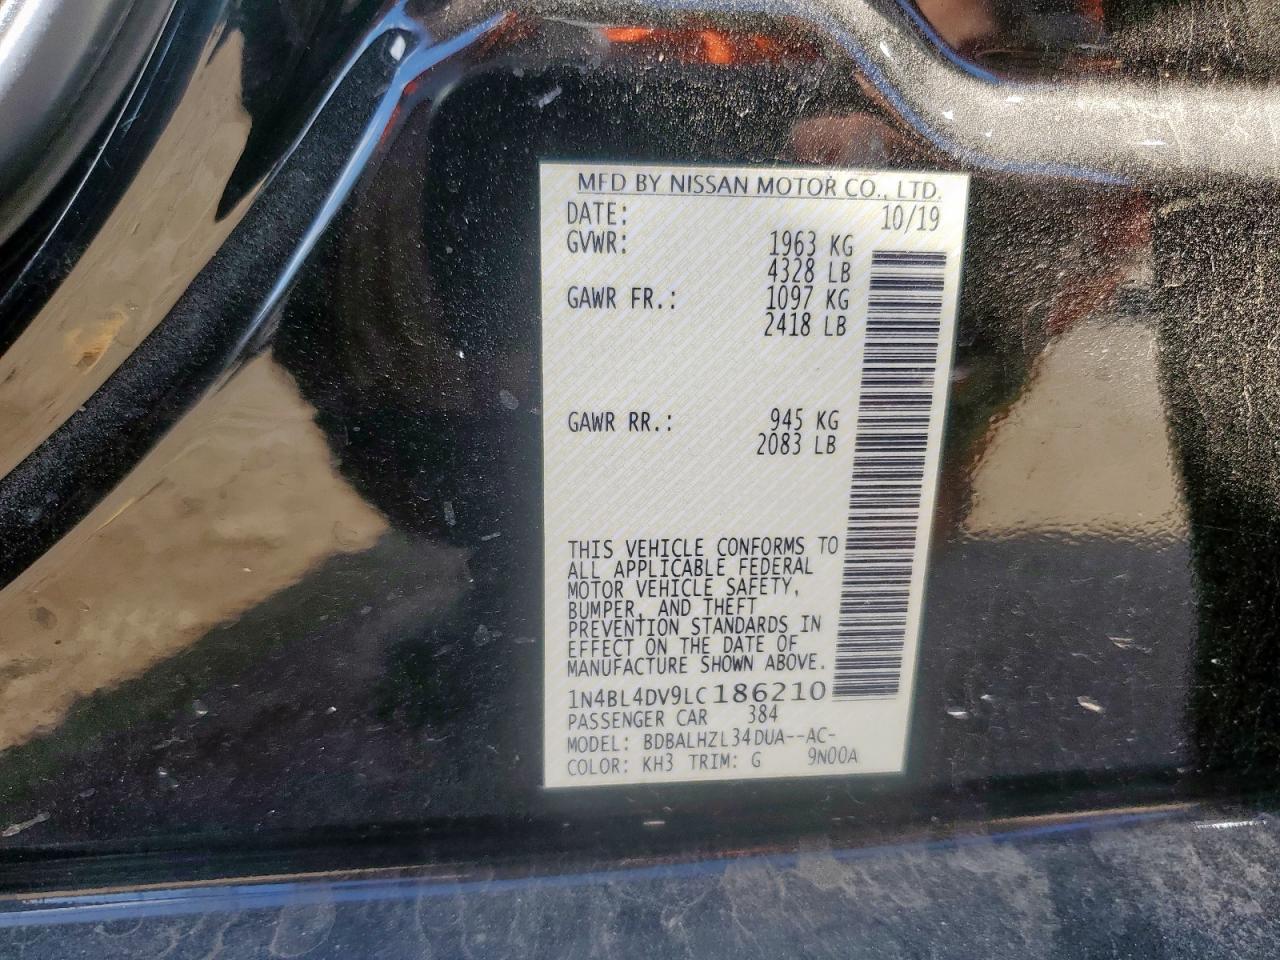 MFD BY NISSAN MOTOR CO., LTD.
DATE: 10/19
GVWR: 1963 KG
4328 LB
GAWR FR.: 1097 KG
2418 LB
GAWR RR.: 945 KG
2083 LB
THIS VEHICLE CONFORMS TO
ALL APPLICABLE FEDERAL
MOTOR VEHICLE SAFETY,
BUMPER, AND THEFT
PREVENTION STANDARDS IN
EFFECT ON THE DATE OF
MANUFACTURE SHOWN ABOVE.
1N4BL4DV9LC186210
PASSENGER CAR 384
MODEL: BDBALHZL34DUA--AC-
COLOR: KH3 TRIM: G 9N00A